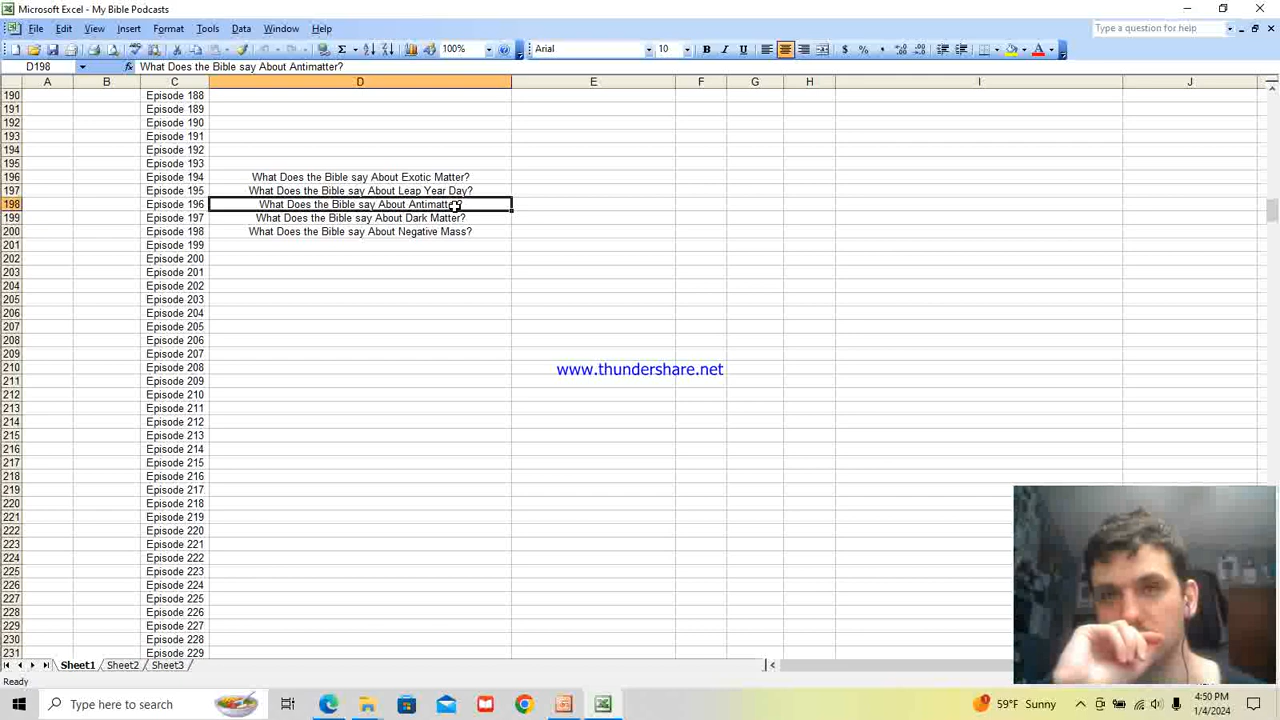 Microsoft Excel - My Bible Podcasts
File Edit View Insert Format Tools Data Window Help
Type a question for help
100% Arial 10 B I U $ % ,
D198 fx What Does the Bible say About Antimatter?
A B C D E F G H I J
190 Episode 188
191 Episode 189
192 Episode 190
193 Episode 191
194 Episode 192
195 Episode 193
196 Episode 194 What Does the Bible say About Exotic Matter?
197 Episode 195 What Does the Bible say About Leap Year Day?
198 Episode 196 What Does the Bible say About Antimatter?
199 Episode 197 What Does the Bible say About Dark Matter?
200 Episode 198 What Does the Bible say About Negative Mass?
201 Episode 199
202 Episode 200
203 Episode 201
204 Episode 202
205 Episode 203
206 Episode 204
207 Episode 205
208 Episode 206
209 Episode 207
210 Episode 208
www.thundershare.net
211 Episode 209
212 Episode 210
213 Episode 211
214 Episode 212
215 Episode 213
216 Episode 214
217 Episode 215
218 Episode 216
219 Episode 217
220 Episode 218
221 Episode 219
222 Episode 220
223 Episode 221
224 Episode 222
225 Episode 223
226 Episode 224
227 Episode 225
228 Episode 226
229 Episode 227
230 Episode 228
231 Episode 229
Sheet1 Sheet2 Sheet3
Ready
Type here to search
59°F Sunny
4:50 PM
1/4/2024